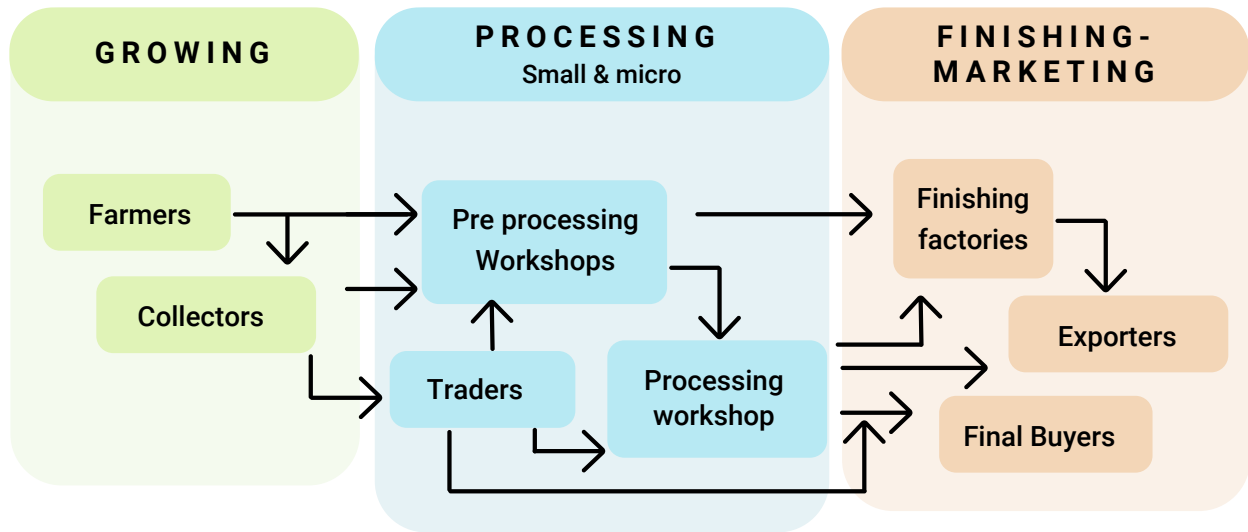 GROWING
Farmers
Collectors
PROCESSING
Small & micro
Pre processing
Workshops
Traders
Processing
workshop
FINISHING-
MARKETING
Finishing
factories
Exporters
Final Buyers